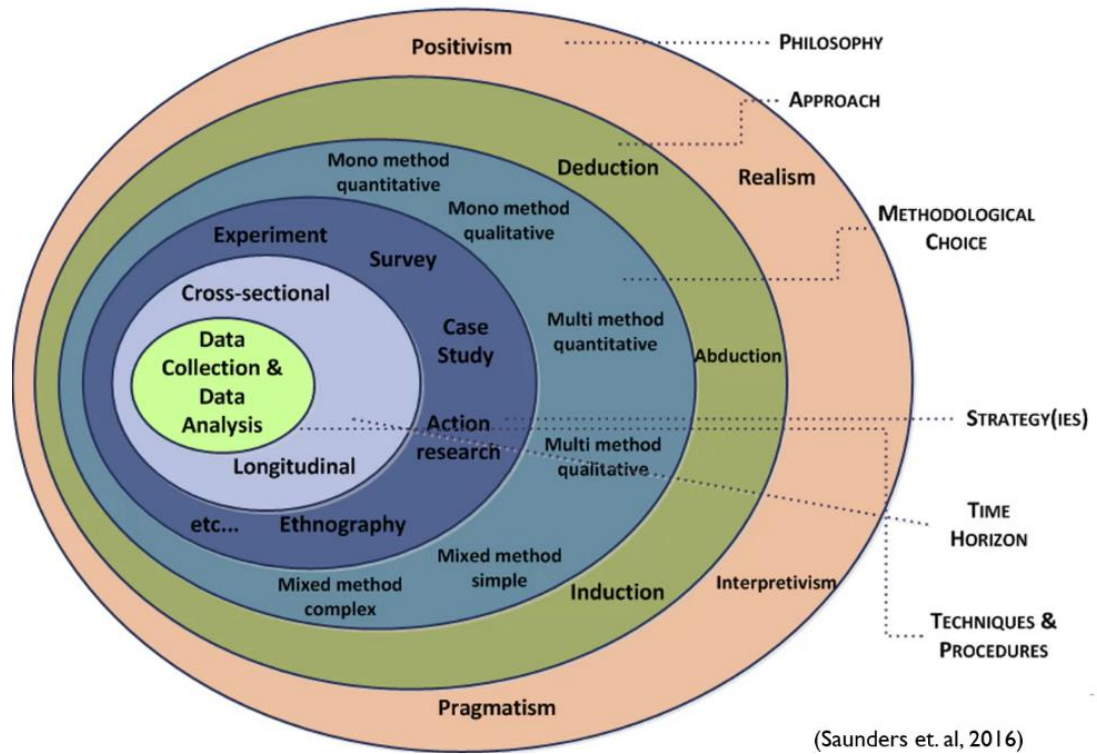 Positivism
PHILOSOPHY
APPROACH
Deduction
Realism
Mono method
quantitative
Mono method
qualitative
METHODOLOGICAL
CHOICE
Experiment
Survey
Cross-sectional
Case
Study
Multi method
quantitative
Abduction
Data
Collection &
Data
Analysis
Action
research
STRATEGY(IES)
Multi method
qualitative
Longitudinal
etc...
Ethnography
TIME
HORIZON
Mixed method
simple
Mixed method
complex
Induction
Interpretivism
TECHNIQUES &
PROCEDURES
Pragmatism
(Saunders et. al, 2016)